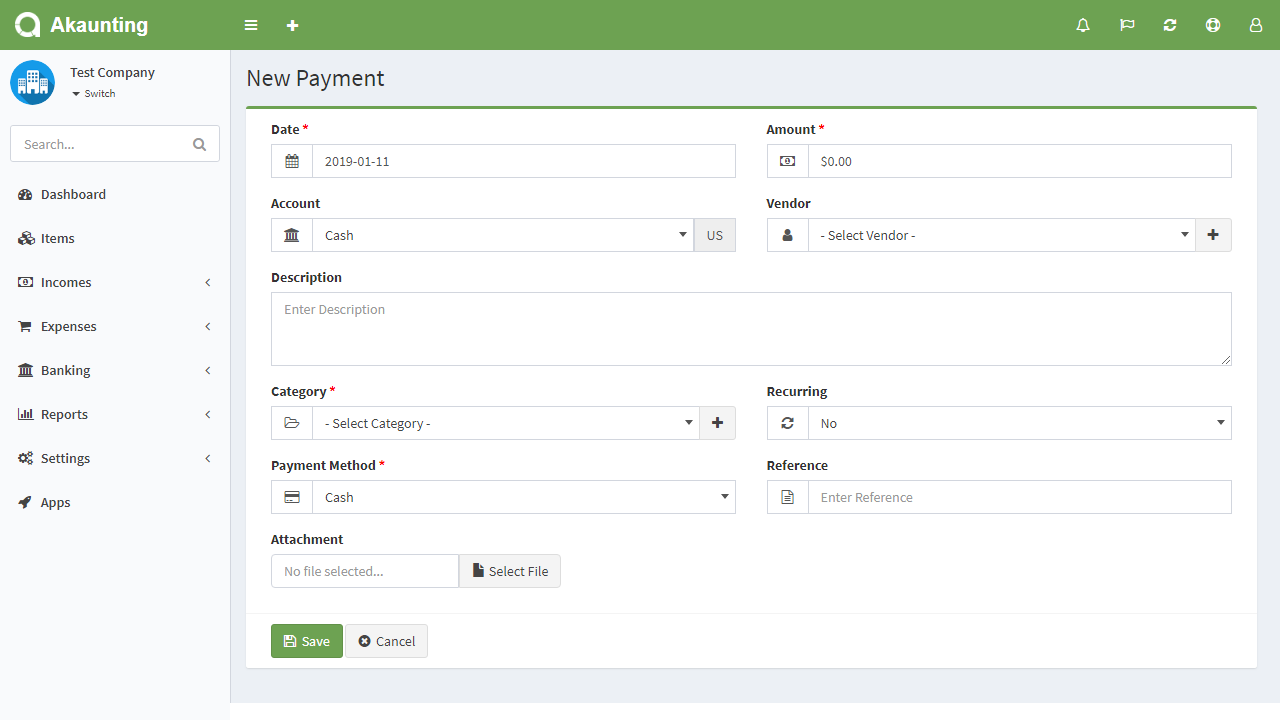 Akaunting
Test Company
Switch
Search...
Dashboard
Items
Incomes
Expenses
Banking
Reports
Settings
Apps
New Payment
Date *
Amount *
2019-01-11
$0.00
Account
Vendor
Cash
US
- Select Vendor -
Description
Enter Description
Category *
Recurring
- Select Category -
No
Payment Method *
Reference
Cash
Enter Reference
Attachment
No file selected...
Select File
Save
Cancel